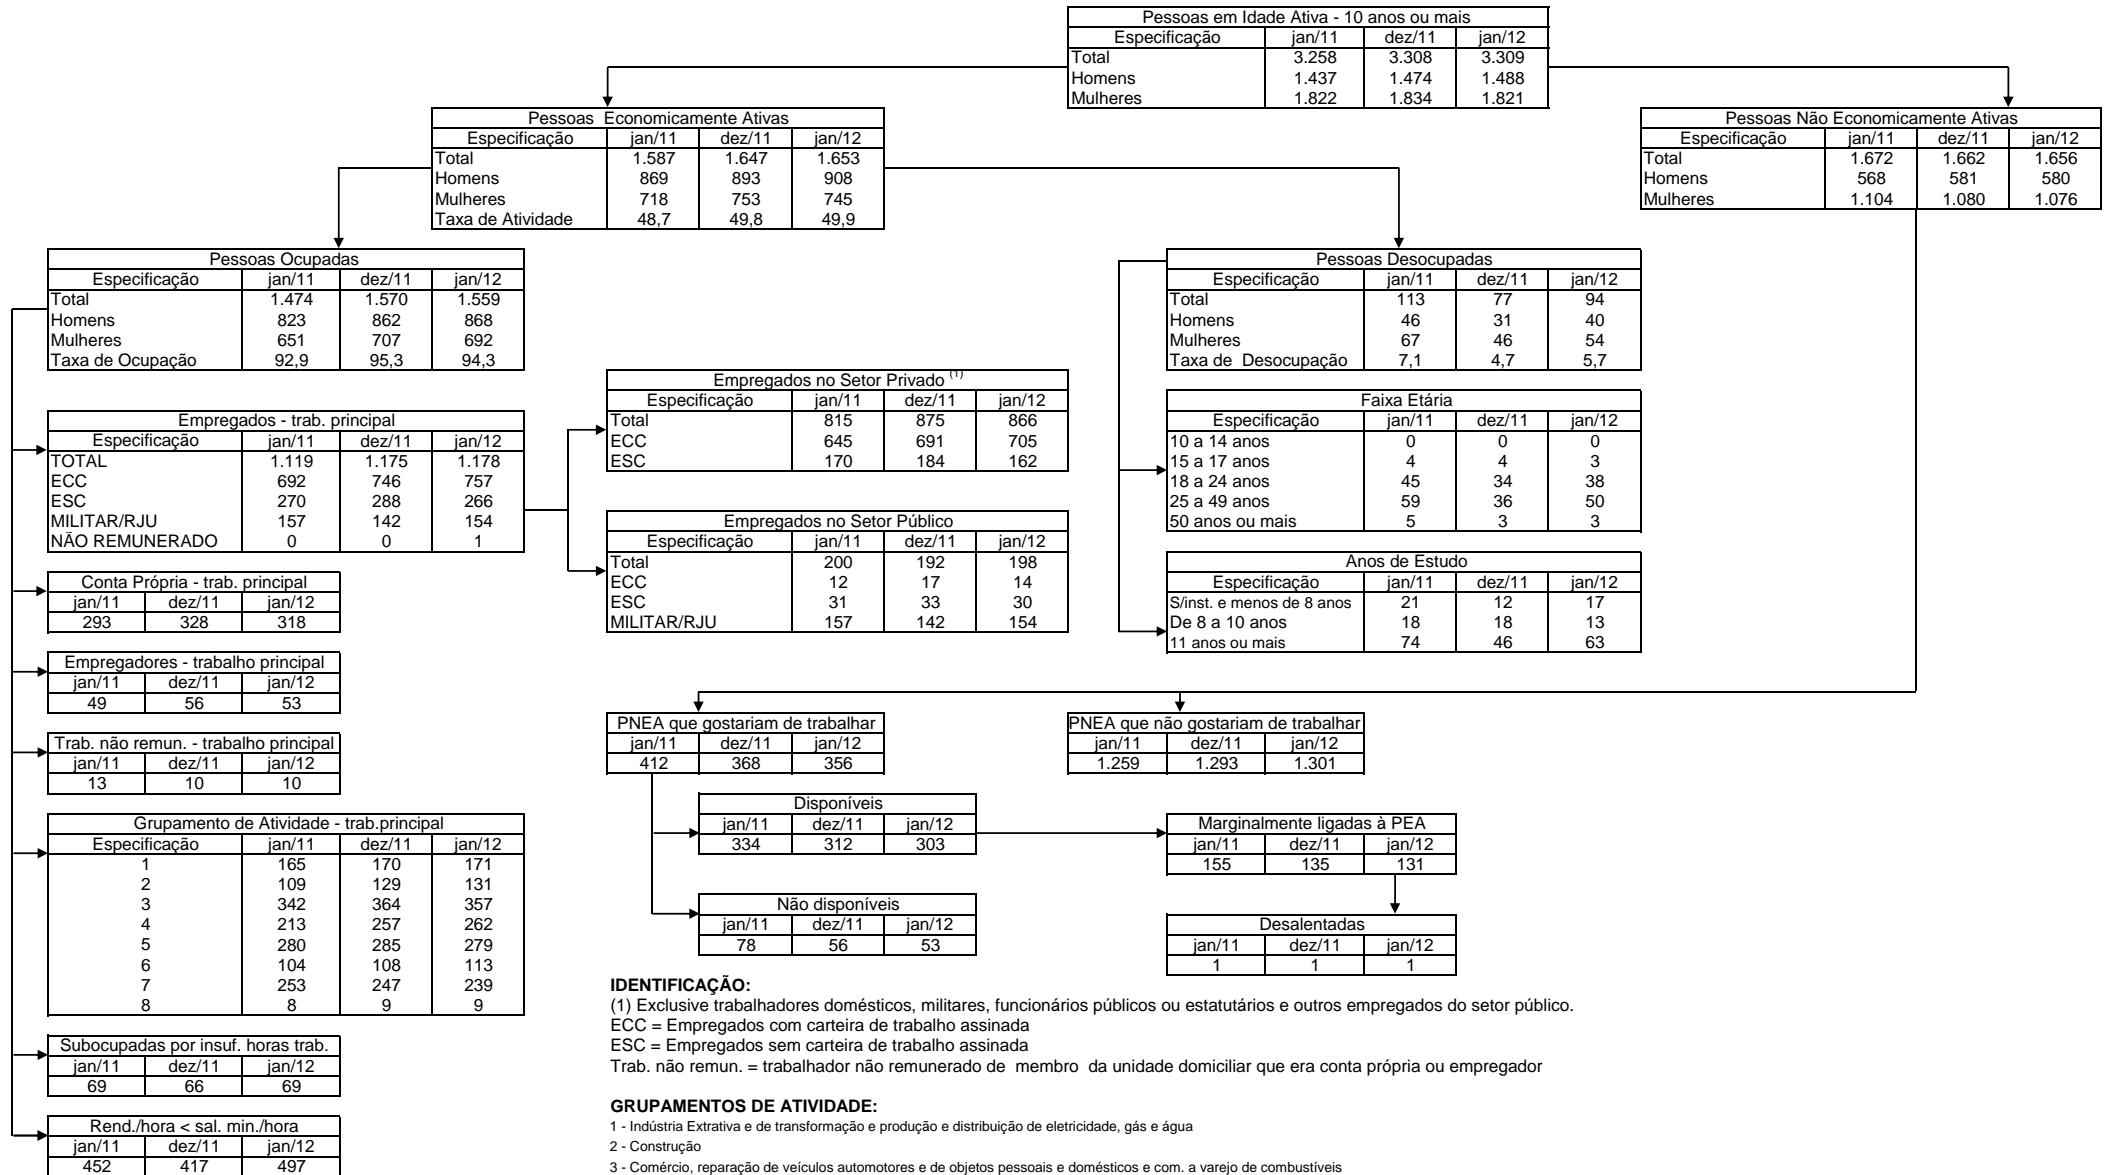 Pessoas em Idade Ativa - 10 anos ou mais
Especificação jan/11 dez/11 jan/12
Total 3.258 3.308 3.309
Homens 1.437 1.474 1.488
Mulheres 1.822 1.834 1.821
Pessoas Economicamente Ativas
Especificação jan/11 dez/11 jan/12
Total 1.587 1.647 1.653
Homens 869 893 908
Mulheres 718 753 745
Taxa de Atividade 48,7 49,8 49,9
Pessoas Não Economicamente Ativas
Especificação jan/11 dez/11 jan/12
Total 1.672 1.662 1.656
Homens 568 581 580
Mulheres 1.104 1.080 1.076
Pessoas Ocupadas
Especificação jan/11 dez/11 jan/12
Total 1.474 1.570 1.559
Homens 823 862 868
Mulheres 651 707 692
Taxa de Ocupação 92,9 95,3 94,3
Pessoas Desocupadas
Especificação jan/11 dez/11 jan/12
Total 113 77 94
Homens 46 31 40
Mulheres 67 46 54
Taxa de Desocupação 7,1 4,7 5,7
Empregados - trab. principal
Especificação jan/11 dez/11 jan/12
TOTAL 1.119 1.175 1.178
ECC 692 746 757
ESC 270 288 266
MILITAR/RJU 157 142 154
NÃO REMUNERADO 0 0 1
Empregados no Setor Privado (1)
Especificação jan/11 dez/11 jan/12
Total 815 875 866
ECC 645 691 705
ESC 170 184 162
Empregados no Setor Público
Especificação jan/11 dez/11 jan/12
Total 200 192 198
ECC 12 17 14
ESC 31 33 30
MILITAR/RJU 157 142 154
Faixa Etária
Especificação jan/11 dez/11 jan/12
10 a 14 anos 0 0 0
15 a 17 anos 4 4 3
18 a 24 anos 45 34 38
25 a 49 anos 59 36 50
50 anos ou mais 5 3 3
Anos de Estudo
Especificação jan/11 dez/11 jan/12
S/inst. e menos de 8 anos 21 12 17
De 8 a 10 anos 18 18 13
11 anos ou mais 74 46 63
Conta Própria - trab. principal
jan/11 dez/11 jan/12
293 328 318
Empregadores - trabalho principal
jan/11 dez/11 jan/12
49 56 53
Trab. não remun. - trabalho principal
jan/11 dez/11 jan/12
13 10 10
Grupamento de Atividade - trab.principal
Especificação jan/11 dez/11 jan/12
1 165 170 171
2 109 129 131
3 342 364 357
4 213 257 262
5 280 285 279
6 104 108 113
7 253 247 239
8 8 9 9
Subocupadas por insuf. horas trab.
jan/11 dez/11 jan/12
69 66 69
Rend./hora < sal. min./hora
jan/11 dez/11 jan/12
452 417 497
PNEA que gostariam de trabalhar
jan/11 dez/11 jan/12
412 368 356
PNEA que não gostariam de trabalhar
jan/11 dez/11 jan/12
1.259 1.293 1.301
Disponíveis
jan/11 dez/11 jan/12
334 312 303
Marginalmente ligadas à PEA
jan/11 dez/11 jan/12
155 135 131
Não disponíveis
jan/11 dez/11 jan/12
78 56 53
Desalentadas
jan/11 dez/11 jan/12
1 1 1
IDENTIFICAÇÃO:
(1) Exclusive trabalhadores domésticos, militares, funcionários públicos ou estatutários e outros empregados do setor público.
ECC = Empregados com carteira de trabalho assinada
ESC = Empregados sem carteira de trabalho assinada
Trab. não remun. = trabalhador não remunerado de membro da unidade domiciliar que era conta própria ou empregador
GRUPAMENTOS DE ATIVIDADE:
1 - Indústria Extrativa e de transformação e produção e distribuição de eletricidade, gás e água
2 - Construção
3 - Comércio, reparação de veículos automotores e de objetos pessoais e domésticos e com. a varejo de combustíveis